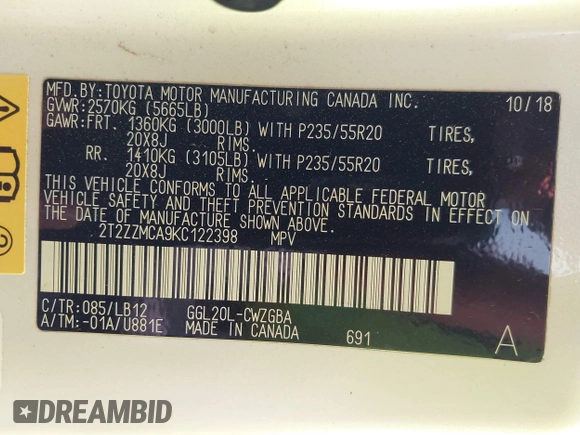 MFD.BY:TOYOTA MOTOR MANUFACTURING CANADA INC. 10/18
GVWR:2570KG (5665LB)
GAWR:FRT. 1360KG (3000LB) WITH P235/55R20 TIRES,
20X8J RIMS.
RR. 1410KG (3105LB) WITH P235/55R20 TIRES,
20X8J RIMS.
THIS VEHICLE CONFORMS TO ALL APPLICABLE FEDERAL MOTOR
VEHICLE SAFETY AND THEFT PREVENTION STANDARDS IN EFFECT ON
THE DATE OF MANUFACTURE SHOWN ABOVE.
2T2ZZMCA9KC122398 MPV
C/TR:085/LB12 GGL20L-CWZGBA
A/TM:-01A/U881E MADE IN CANADA 691 A
DREAMBID